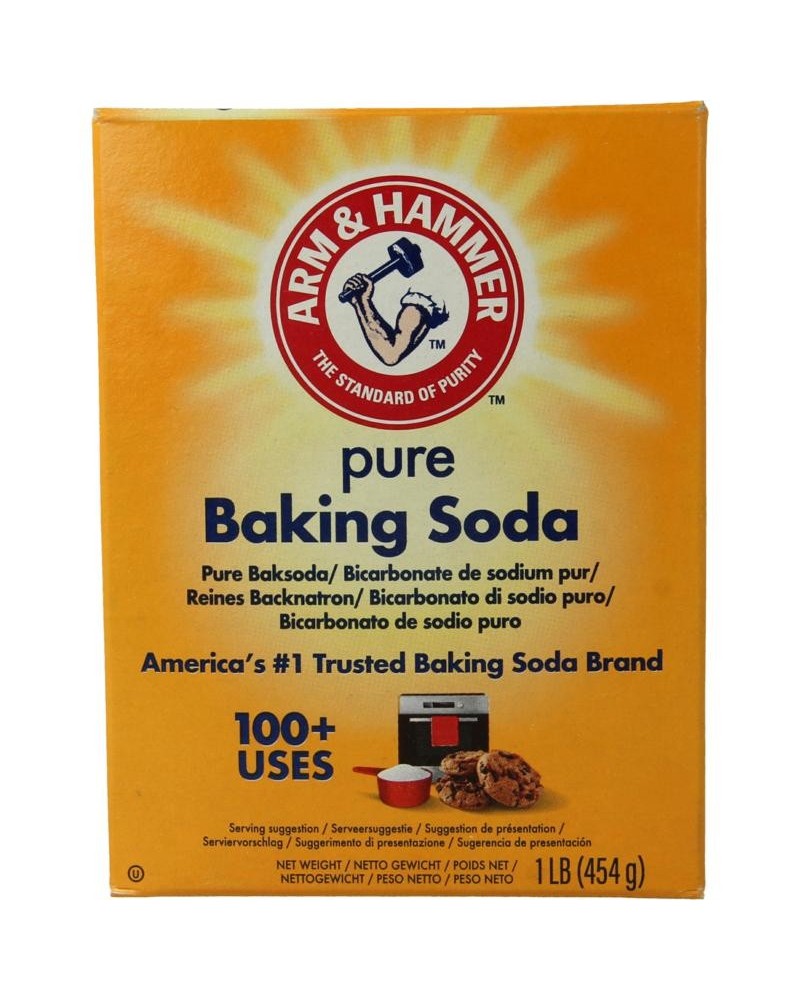 ARM & HAMMER
TM
THE STANDARD OF PURITY
TM
pure
Baking Soda
Pure Baksoda/ Bicarbonate de sodium pur/
Reines Backnatron/ Bicarbonato di sodio puro/
Bicarbonato de sodio puro
America's #1 Trusted Baking Soda Brand
100+
USES
Serving suggestion / Serveersuggestie / Suggestion de présentation /
Serviervorschlag / Suggerimento di presentazione / Sugerencia de presentación
NET WEIGHT / NETTO GEWICHT / POIDS NET /
NETTOGEWICHT / PESO NETTO / PESO NETO 1 LB (454 g)
U